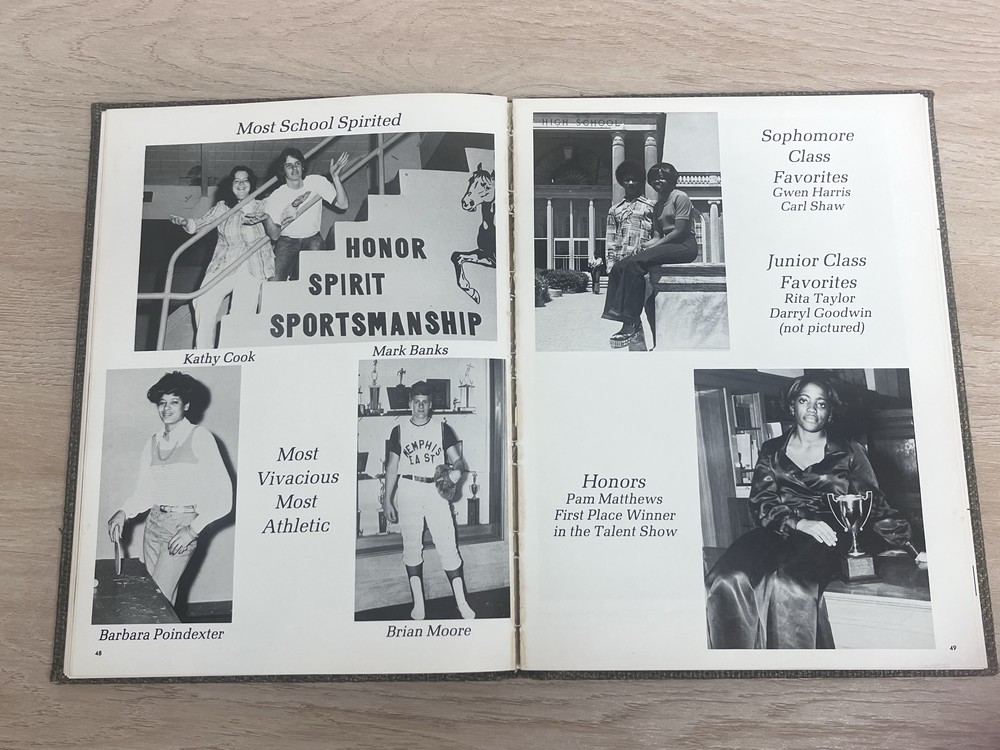 Most School Spirited
HONOR
SPIRIT
SPORTSMANSHIP
Kathy Cook
Mark Banks
Most
Vivacious
Most
Athletic
MEMPHIS
EAST
Barbara Poindexter
Brian Moore
48
HIGH SCHOOL
Sophomore
Class
Favorites
Gwen Harris
Carl Shaw
Junior Class
Favorites
Rita Taylor
Darryl Goodwin
(not pictured)
Honors
Pam Matthews
First Place Winner
in the Talent Show
49